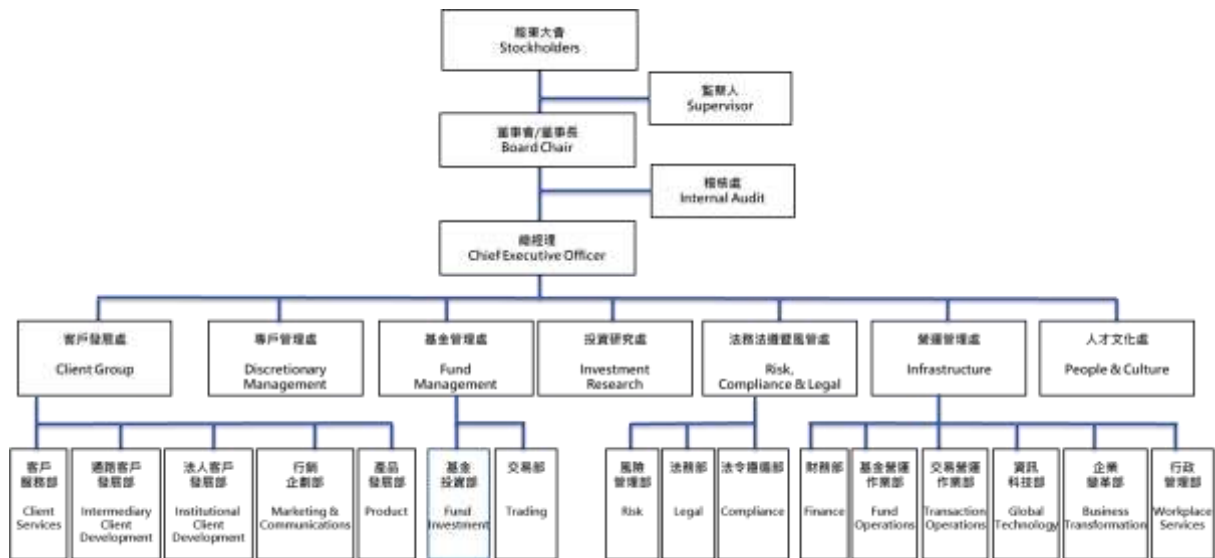 股東大會
Stockholders
監察人
Supervisor
董事會/董事長
Board Chair
稽核處
Internal Audit
總經理
Chief Executive Officer
客戶發展處
Client Group
專戶管理處
Discretionary
Management
基金管理處
Fund
Management
投資研究處
Investment
Research
法務法遵暨風管處
Risk,
Compliance & Legal
營運管理處
Infrastructure
人才文化處
People & Culture
客戶
服務部
Client
Services
通路客戶
發展部
Intermediary
Client
Development
法人客戶
發展部
Institutional
Client
Development
行銷
企劃部
Marketing &
Communications
產品
發展部
Product
基金
投資部
Fund
Investment
交易部
Trading
風險
管理部
Risk
法務部
Legal
法令遵循部
Compliance
財務部
Finance
基金營運
作業部
Fund
Operations
交易營運
作業部
Transaction
Operations
資訊
科技部
Global
Technology
企業
變革部
Business
Transformation
行政
管理部
Workplace
Services